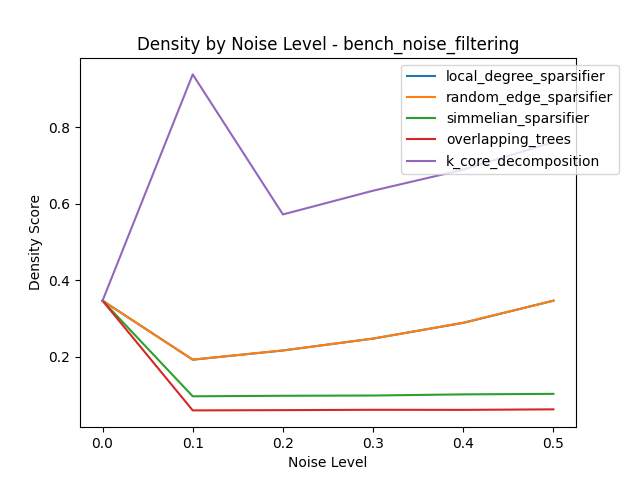 Density by Noise Level - bench_noise_filtering
local_degree_sparsifier
random_edge_sparsifier
simmelian_sparsifier
overlapping_trees
k_core_decomposition
Density Score
0.8
0.6
0.4
0.2
0.0 0.1 0.2 0.3 0.4 0.5
Noise Level